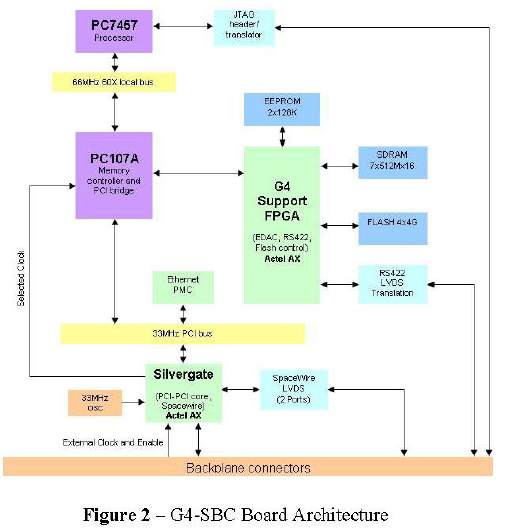 PC7457
Processor
JTAG
header/
translator
66MHz 60X local bus
EEPROM
2x128K
PC107A
Memory
controller and
PCI bridge
G4
Support
FPGA
(EDAC, RS422,
Flash control)
Actel AX
SDRAM
7x512Mx16
FLASH 4x4G
RS422
LVDS
Translation
Selected Clock
Ethernet
PMC
33MHz PCI bus
Silvergate
(PCI-PCI core,
Spacewire)
Actel AX
SpaceWire
LVDS
(2 Ports)
33MHz
osc
External Clock and Enable
Backplane connectors
Figure 2 – G4-SBC Board Architecture